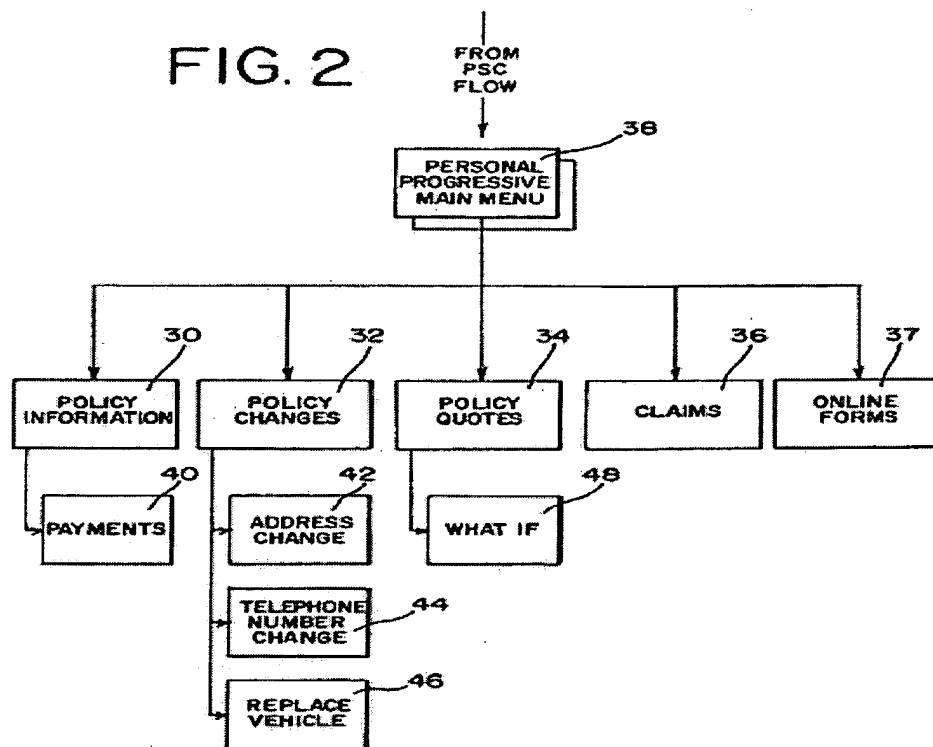 FIG. 2
FROM
PSC
FLOW
38
PERSONAL
PROGRESSIVE
MAIN MENU
30
32
34
36
37
POLICY
INFORMATION
POLICY
CHANGES
POLICY
QUOTES
CLAIMS
ONLINE
FORMS
40
42
48
PAYMENTS
ADDRESS
CHANGE
WHAT IF
TELEPHONE
NUMBER
CHANGE
44
46
REPLACE
VEHICLE